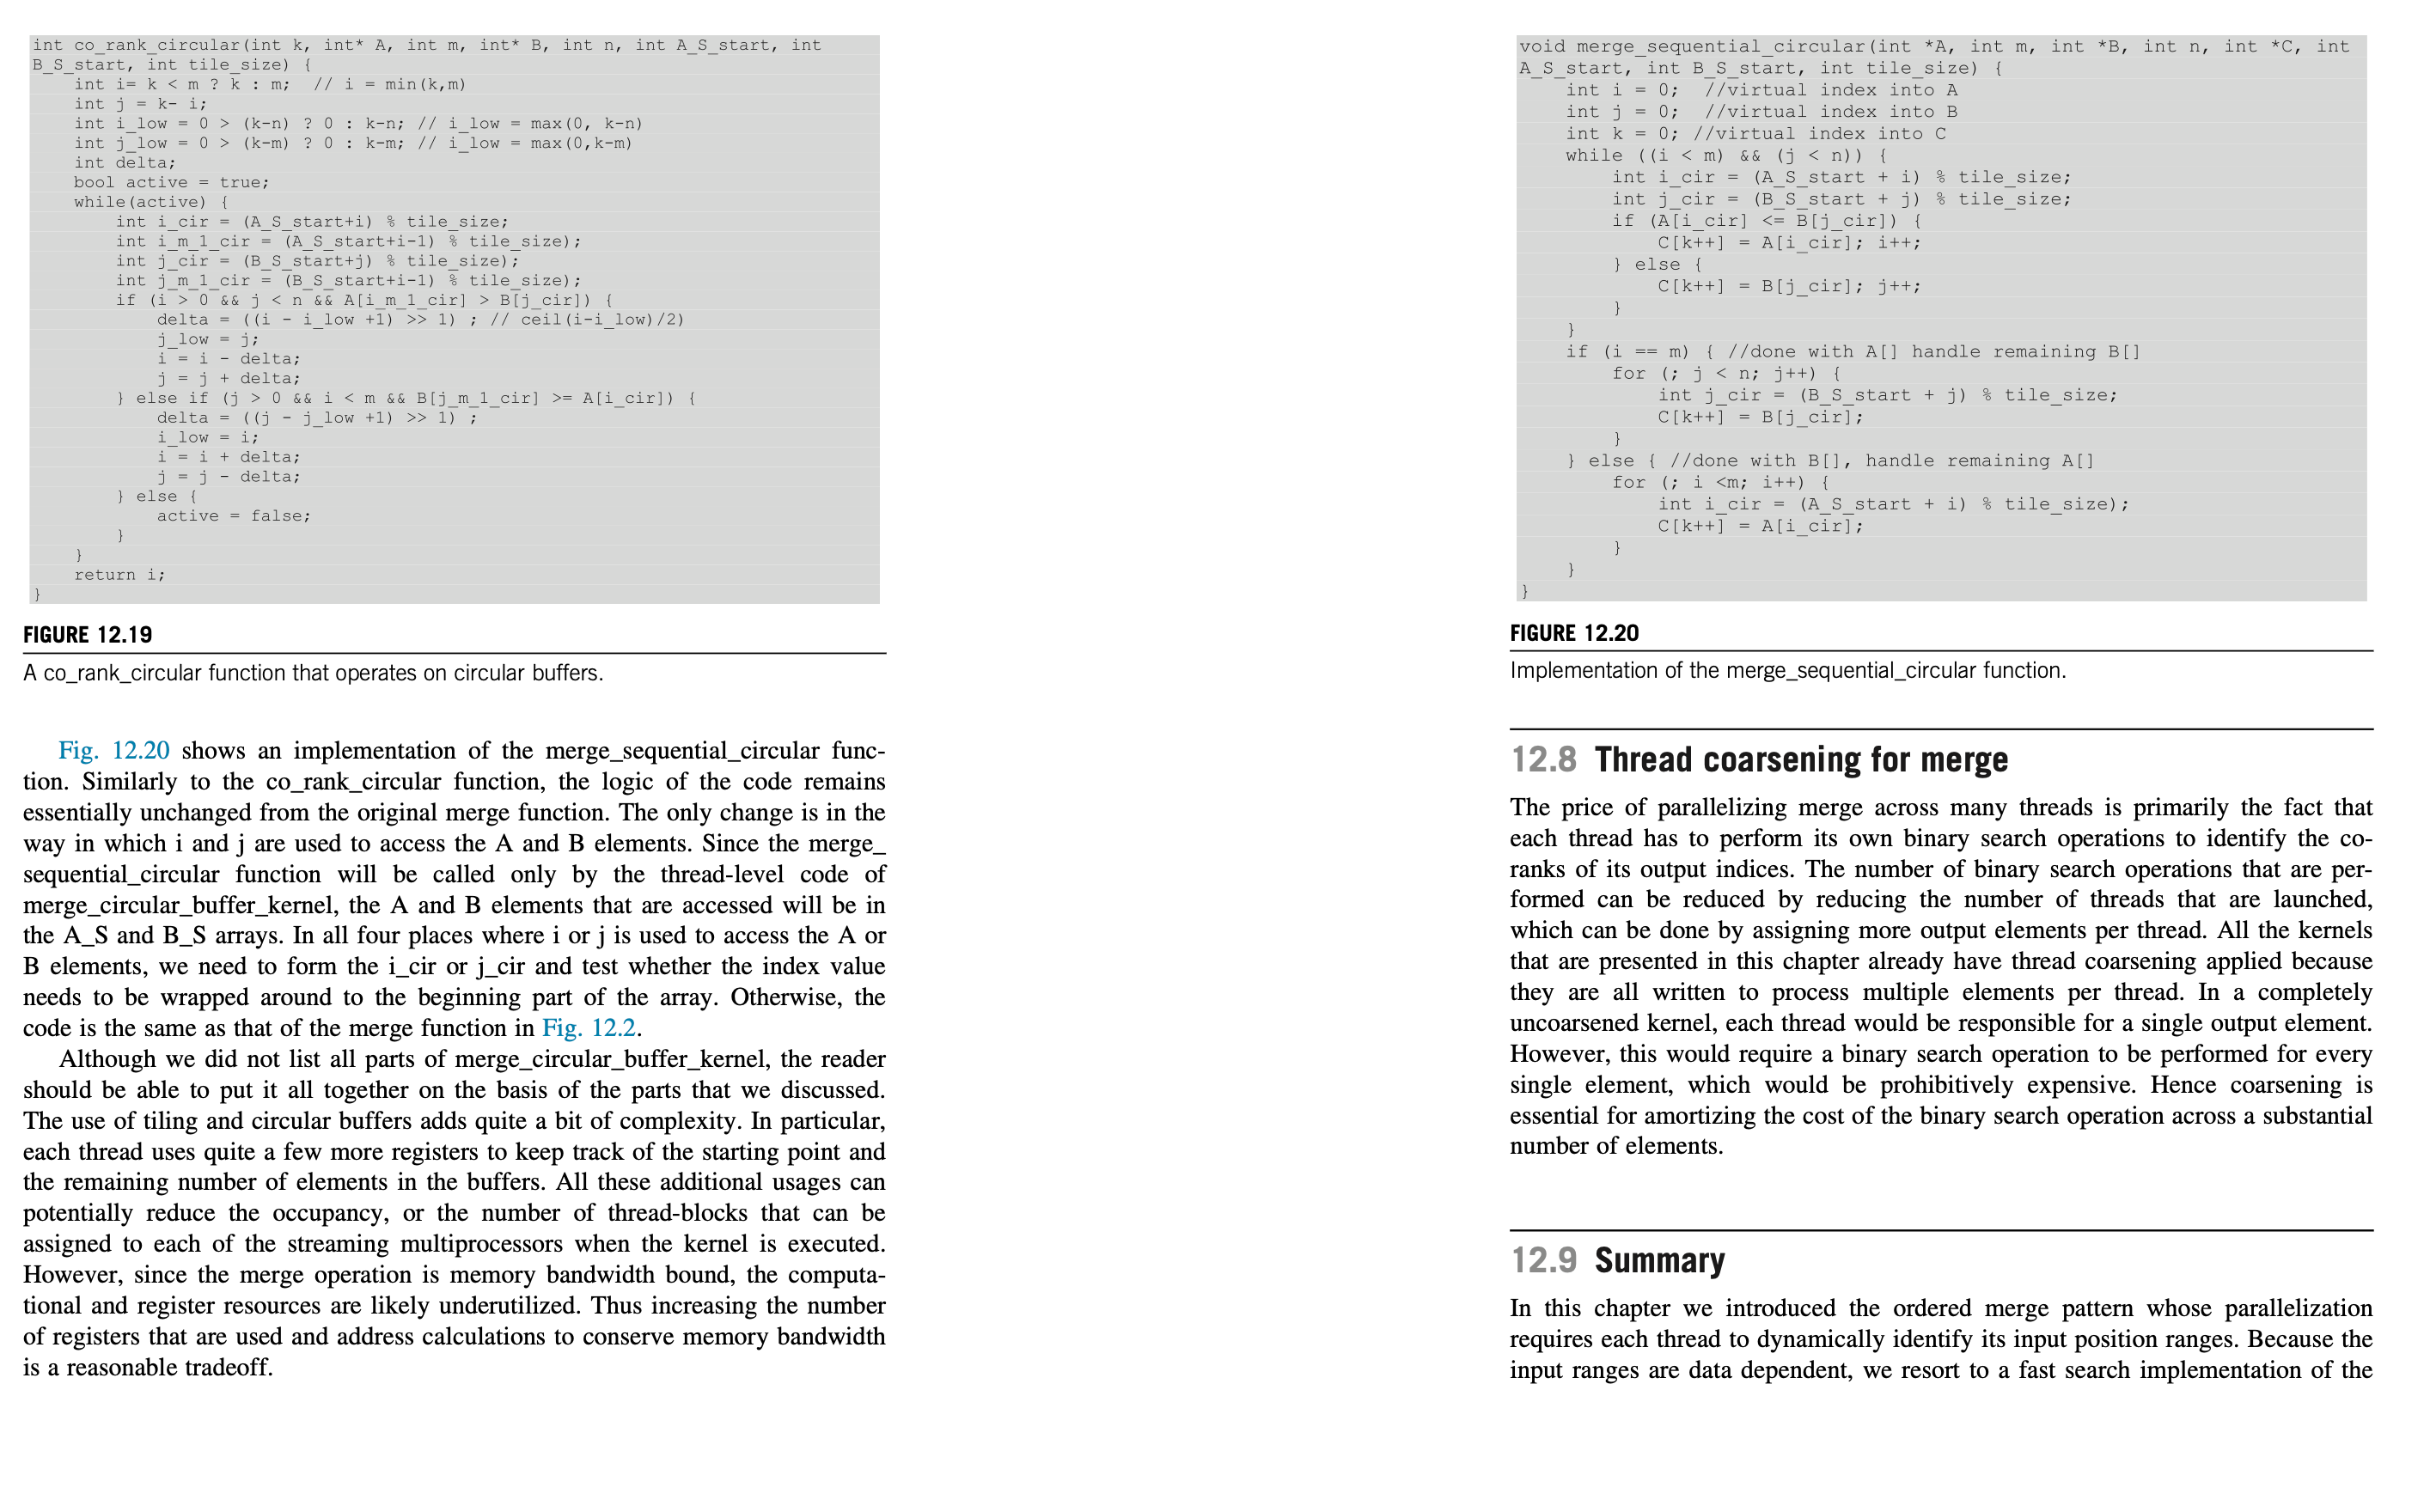 int co_rank_circular(int k, int* A, int m, int* B, int n, int A_S_start, int
B_S_start, int tile_size) {
    int i= k < m ? k : m;  // i = min(k,m)
    int j = k- i;
    int i_low = 0 > (k-n) ? 0 : k-n; // i_low = max(0, k-n)
    int j_low = 0 > (k-m) ? 0 : k-m; // i_low = max(0,k-m)
    int delta;
    bool active = true;
    while(active) {
        int i_cir = (A_S_start+i) % tile_size;
        int i_m_1_cir = (A_S_start+i-1) % tile_size);
        int j_cir = (B_S_start+j) % tile_size);
        int j_m_1_cir = (B_S_start+i-1) % tile_size);
        if (i > 0 && j < n && A[i_m_1_cir] > B[j_cir]) {
            delta = ((i - i_low +1) >> 1) ; // ceil(i-i_low)/2)
            j_low = j;
            i = i - delta;
            j = j + delta;
        } else if (j > 0 && i < m && B[j_m_1_cir] >= A[i_cir]) {
            delta = ((j - j_low +1) >> 1) ;
            i_low = i;
            i = i + delta;
            j = j - delta;
        } else {
            active = false;
        }
    }
    return i;
}
FIGURE 12.19
A co_rank_circular function that operates on circular buffers.
Fig. 12.20 shows an implementation of the merge_sequential_circular func-
tion. Similarly to the co_rank_circular function, the logic of the code remains
essentially unchanged from the original merge function. The only change is in the
way in which i and j are used to access the A and B elements. Since the merge_
sequential_circular function will be called only by the thread-level code of
merge_circular_buffer_kernel, the A and B elements that are accessed will be in
the A_S and B_S arrays. In all four places where i or j is used to access the A or
B elements, we need to form the i_cir or j_cir and test whether the index value
needs to be wrapped around to the beginning part of the array. Otherwise, the
code is the same as that of the merge function in Fig. 12.2.
Although we did not list all parts of merge_circular_buffer_kernel, the reader
should be able to put it all together on the basis of the parts that we discussed.
The use of tiling and circular buffers adds quite a bit of complexity. In particular,
each thread uses quite a few more registers to keep track of the starting point and
the remaining number of elements in the buffers. All these additional usages can
potentially reduce the occupancy, or the number of thread-blocks that can be
assigned to each of the streaming multiprocessors when the kernel is executed.
However, since the merge operation is memory bandwidth bound, the computa-
tional and register resources are likely underutilized. Thus increasing the number
of registers that are used and address calculations to conserve memory bandwidth
is a reasonable tradeoff.
void merge_sequential_circular(int *A, int m, int *B, int n, int *C, int
A_S_start, int B_S_start, int tile_size) {
    int i = 0;  //virtual index into A
    int j = 0;  //virtual index into B
    int k = 0; //virtual index into C
    while ((i < m) && (j < n)) {
        int i_cir = (A_S_start + i) % tile_size;
        int j_cir = (B_S_start + j) % tile_size;
        if (A[i_cir] <= B[j_cir]) {
            C[k++] = A[i_cir]; i++;
        } else {
            C[k++] = B[j_cir]; j++;
        }
    }
    if (i == m) { //done with A[] handle remaining B[]
        for (; j < n; j++) {
            int j_cir = (B_S_start + j) % tile_size;
            C[k++] = B[j_cir];
        }
    } else { //done with B[], handle remaining A[]
        for (; i <m; i++) {
            int i_cir = (A_S_start + i) % tile_size);
            C[k++] = A[i_cir];
        }
    }
}
FIGURE 12.20
Implementation of the merge_sequential_circular function.
12.8 Thread coarsening for merge
The price of parallelizing merge across many threads is primarily the fact that
each thread has to perform its own binary search operations to identify the co-
ranks of its output indices. The number of binary search operations that are per-
formed can be reduced by reducing the number of threads that are launched,
which can be done by assigning more output elements per thread. All the kernels
that are presented in this chapter already have thread coarsening applied because
they are all written to process multiple elements per thread. In a completely
uncoarsened kernel, each thread would be responsible for a single output element.
However, this would require a binary search operation to be performed for every
single element, which would be prohibitively expensive. Hence coarsening is
essential for amortizing the cost of the binary search operation across a substantial
number of elements.
12.9 Summary
In this chapter we introduced the ordered merge pattern whose parallelization
requires each thread to dynamically identify its input position ranges. Because the
input ranges are data dependent, we resort to a fast search implementation of the